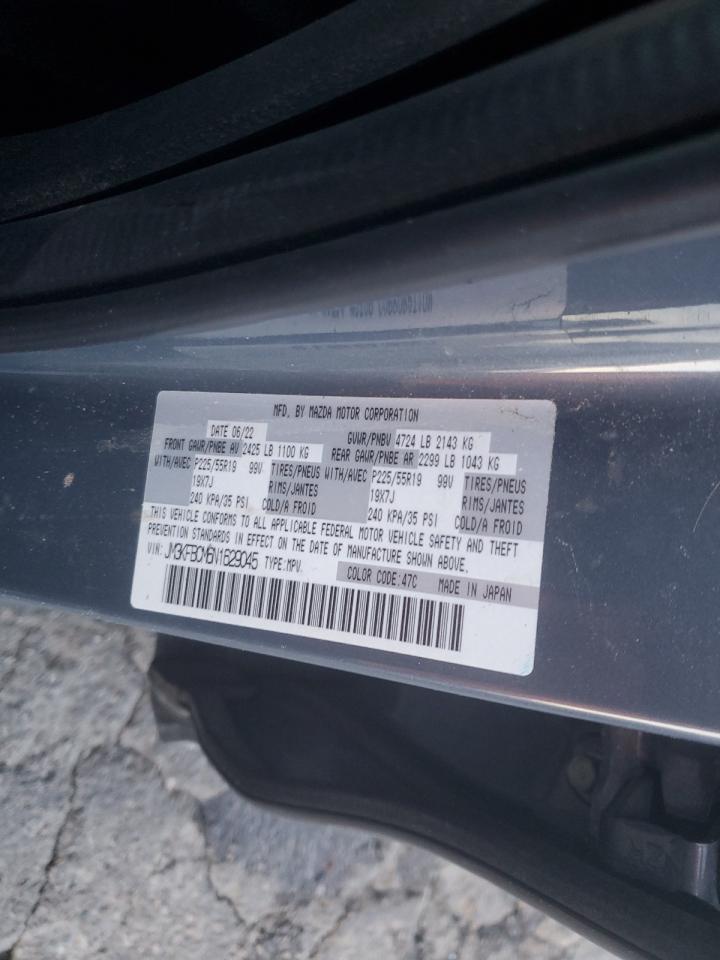 MFD. BY MAZDA MOTOR CORPORATION
DATE 06/22 GVWR/PNBV 4724 LB 2143 KG
FRONT GAWR/PNBE AV 2425 LB 1100 KG REAR GAWR/PNBE AR 2299 LB 1043 KG
WITH/AVEC P225/55R19 99V TIRES/PNEUS WITH/AVEC P225/55R19 99V TIRES/PNEUS
19X7J RIMS/JANTES 19X7J RIMS/JANTES
240 KPA/35 PSI COLD/A FROID 240 KPA/35 PSI COLD/A FROID
THIS VEHICLE CONFORMS TO ALL APPLICABLE FEDERAL MOTOR VEHICLE SAFETY AND THEFT
PREVENTION STANDARDS IN EFFECT ON THE DATE OF MANUFACTURE SHOWN ABOVE.
VIN: JM3KFBCM6N1629045 TYPE:MPV. COLOR CODE:47C MADE IN JAPAN